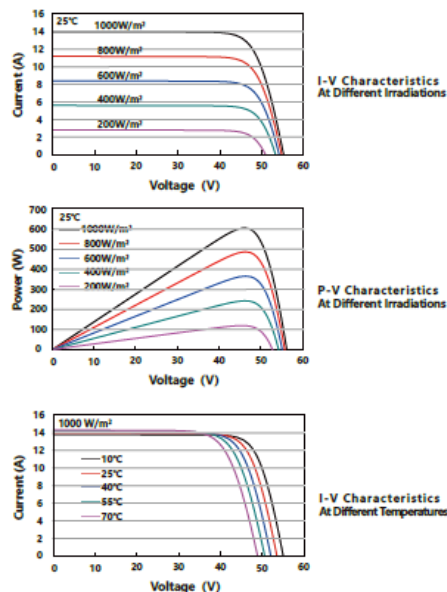 16
14
12
10
8
6
4
2
0
Current (A)
25℃
1000W/m²
800W/m²
600W/m²
400W/m²
200W/m²
0 10 20 30 40 50 60
Voltage (V)
I-V Characteristics
At Different Irradiations
700
600
500
400
300
200
100
0
Power (W)
25℃
1000W/m²
800W/m²
600W/m²
400W/m²
200W/m²
0 10 20 30 40 50 60
Voltage (V)
P-V Characteristics
At Different Irradiations
16
14
12
10
8
6
4
2
0
Current (A)
1000 W/m²
10℃
25℃
40℃
55℃
70℃
0 10 20 30 40 50 60
Voltage (V)
I-V Characteristics
At Different Temperatures